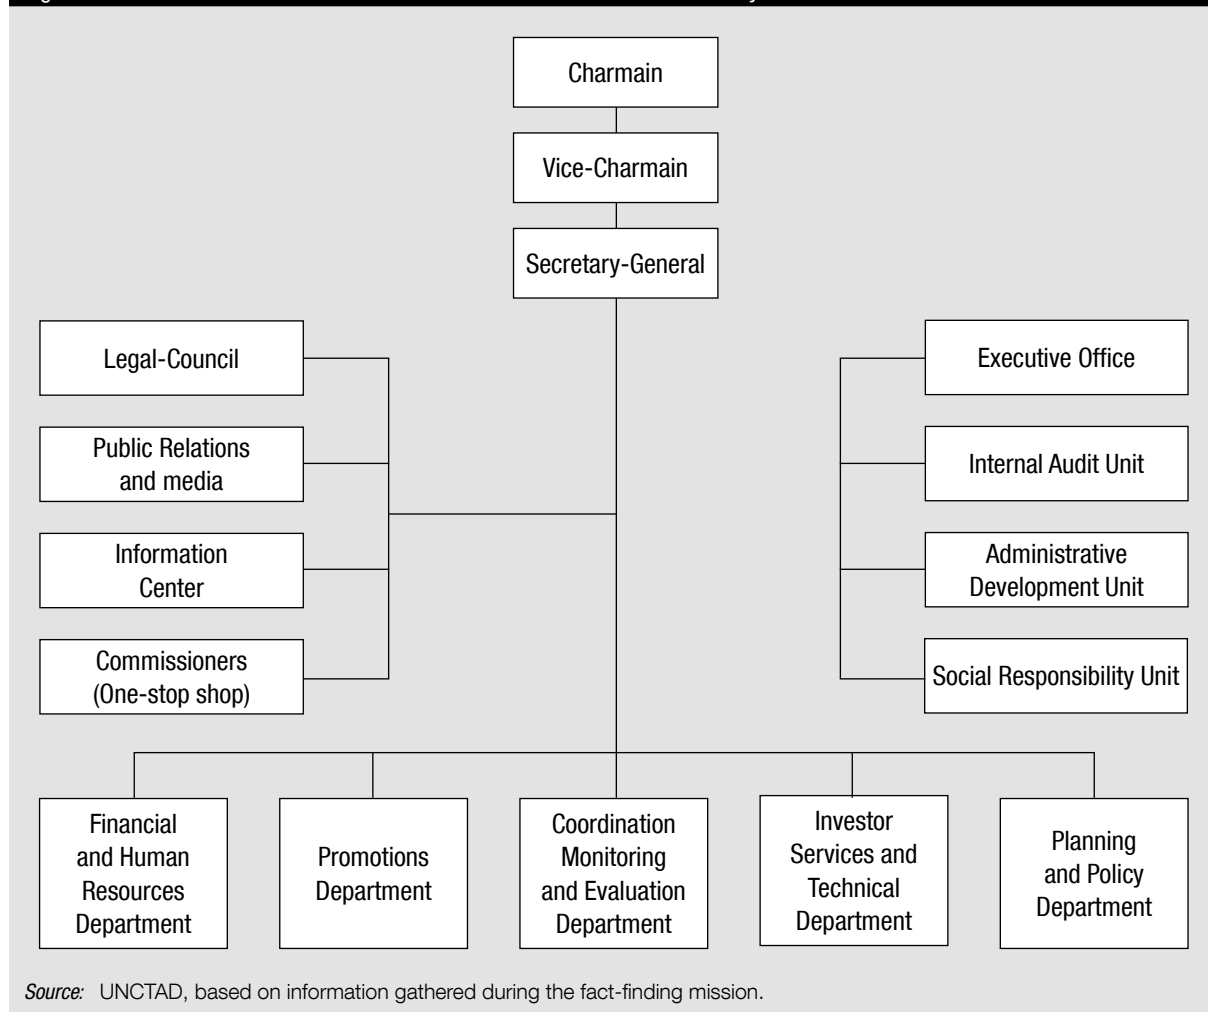 Charmain
Vice-Charmain
Secretary-General
Legal-Council
Public Relations
and media
Information
Center
Commissioners
(One-stop shop)
Executive Office
Internal Audit Unit
Administrative
Development Unit
Social Responsibility Unit
Financial
and Human
Resources
Department
Promotions
Department
Coordination
Monitoring
and Evaluation
Department
Investor
Services and
Technical
Department
Planning
and Policy
Department
Source: UNCTAD, based on information gathered during the fact-finding mission.